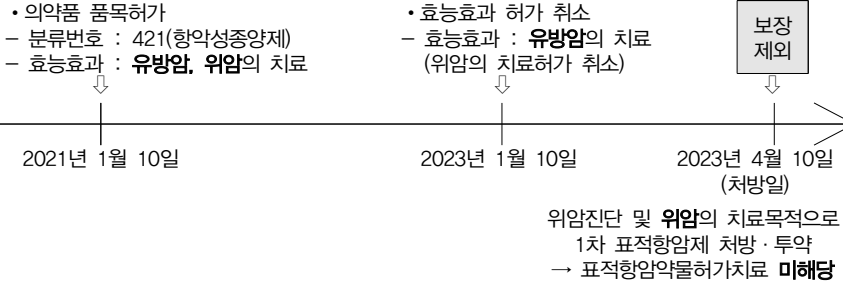 • 의약품 품목허가
− 분류번호 : 421(항악성종양제)
− 효능효과 : 유방암, 위암의 치료
• 효능효과 허가 취소
− 효능효과 : 유방암의 치료
(위암의 치료허가 취소)
보장
제외
2021년 1월 10일
2023년 1월 10일
2023년 4월 10일
(처방일)
위암진단 및 위암의 치료목적으로
1차 표적항암제 처방 · 투약
→ 표적항암약물허가치료 미해당